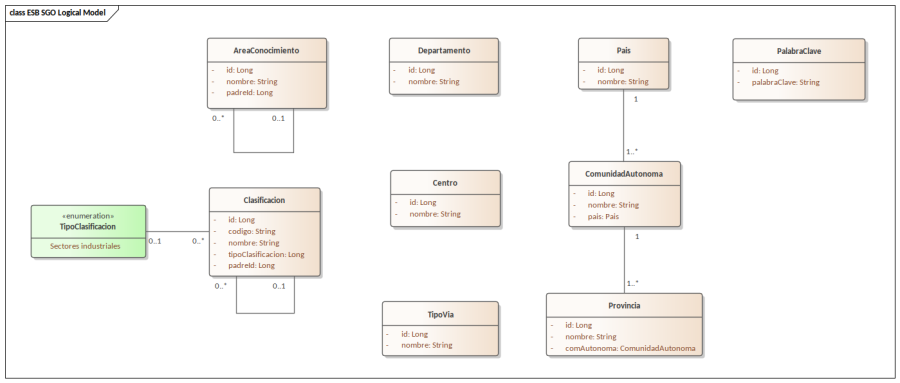 class ESB SGO Logical Model
AreaConocimiento
- id: Long
- nombre: String
- padreId: Long
0..*
0..1
Departamento
- id: Long
- nombre: String
Pais
- id: Long
- nombre: String
1
1..*
PalabraClave
- id: Long
- palabraClave: String
«enumeration»
TipoClasificacion
Sectores industriales
0..1
0..*
Clasificacion
- id: Long
- codigo: String
- nombre: String
- tipoClasificacion: Long
- padreId: Long
0..*
0..1
Centro
- id: Long
- nombre: String
ComunidadAutonoma
- id: Long
- nombre: String
- pais: Pais
1
1..*
TipoVia
- id: Long
- nombre: String
Provincia
- id: Long
- nombre: String
- comAutonoma: ComunidadAutonoma